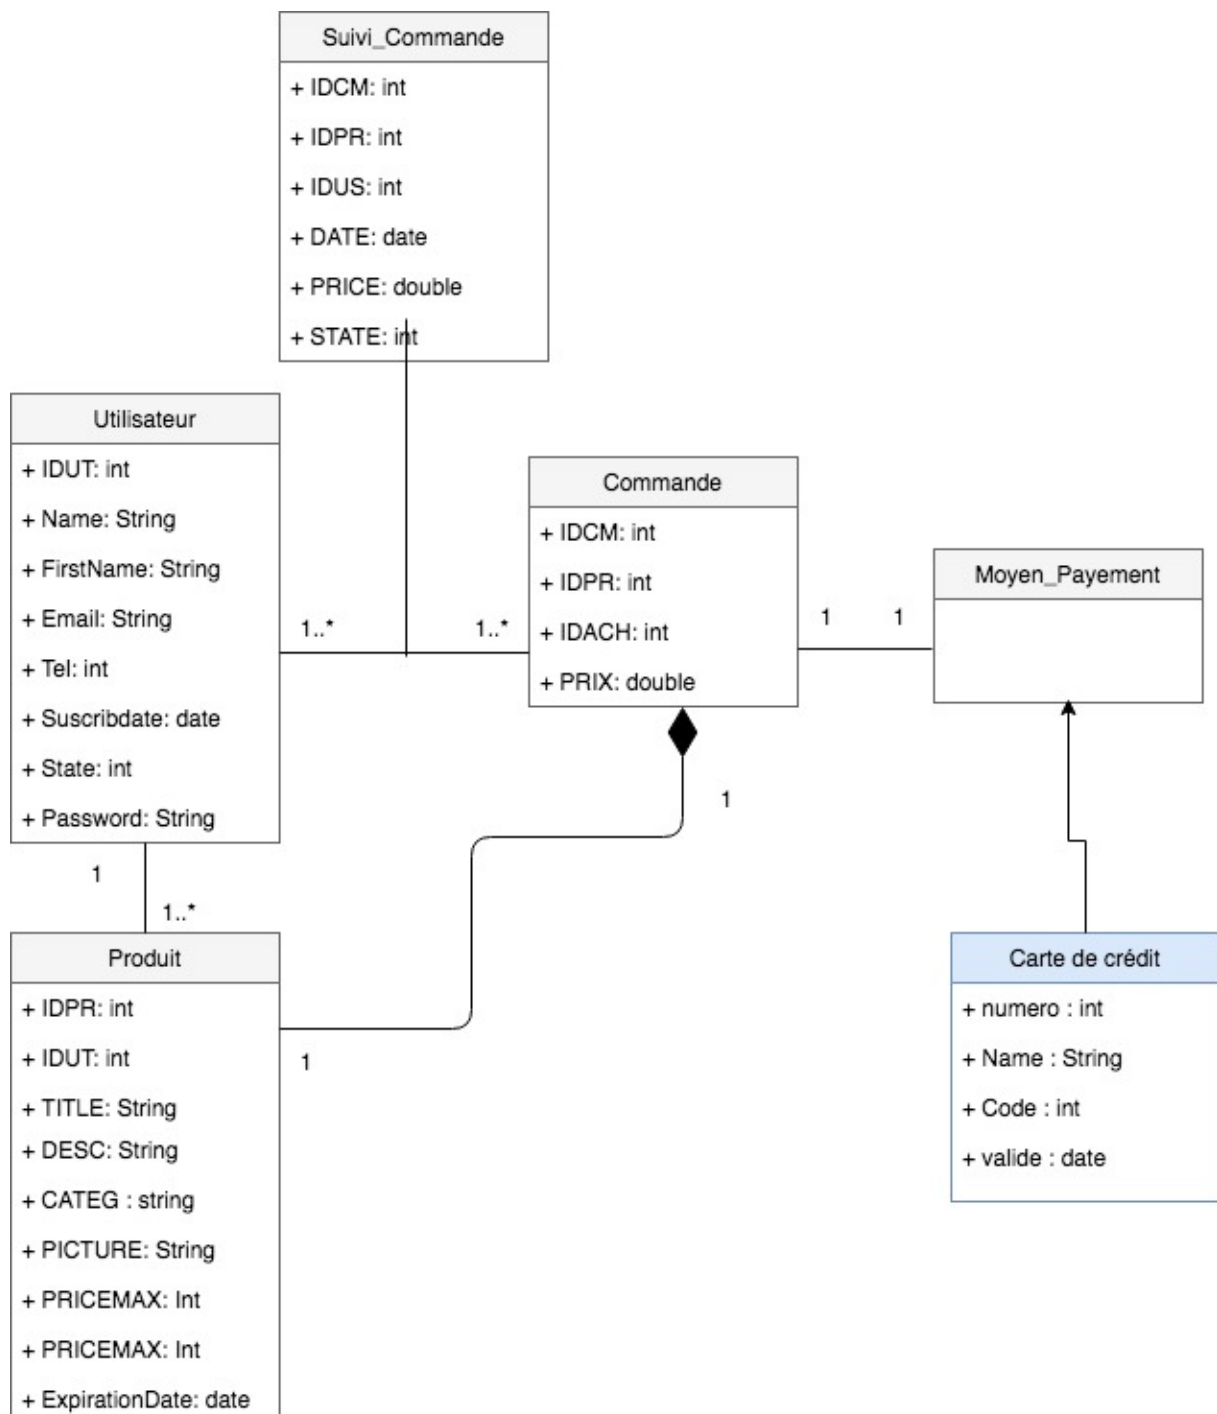 Suivi_Commande
+ IDCM: int
+ IDPR: int
+ IDUS: int
+ DATE: date
+ PRICE: double
+ STATE: int
Utilisateur
+ IDUT: int
+ Name: String
+ FirstName: String
+ Email: String
+ Tel: int
+ Suscribdate: date
+ State: int
+ Password: String
1..*
1..*
Commande
+ IDCM: int
+ IDPR: int
+ IDACH: int
+ PRIX: double
1
1
Moyen_Payement
1
1
1..*
Produit
+ IDPR: int
+ IDUT: int
+ TITLE: String
+ DESC: String
+ CATEG : string
+ PICTURE: String
+ PRICEMAX: Int
+ PRICEMAX: Int
+ ExpirationDate: date
1
Carte de crédit
+ numero : int
+ Name : String
+ Code : int
+ valide : date